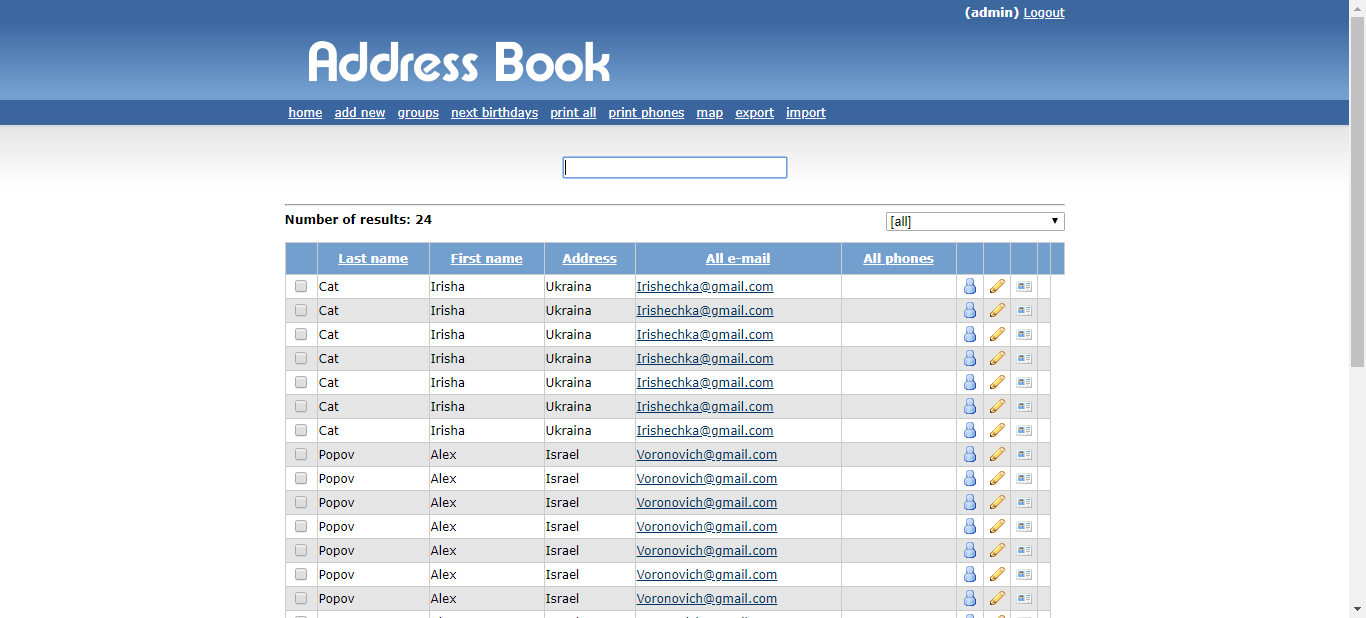 (admin) Logout
Address Book
home add new groups next birthdays print all print phones map export import
Number of results: 24 [all]
Last name First name Address All e-mail All phones
Cat Irisha Ukraina Irishechka@gmail.com
Cat Irisha Ukraina Irishechka@gmail.com
Cat Irisha Ukraina Irishechka@gmail.com
Cat Irisha Ukraina Irishechka@gmail.com
Cat Irisha Ukraina Irishechka@gmail.com
Cat Irisha Ukraina Irishechka@gmail.com
Cat Irisha Ukraina Irishechka@gmail.com
Popov Alex Israel Voronovich@gmail.com
Popov Alex Israel Voronovich@gmail.com
Popov Alex Israel Voronovich@gmail.com
Popov Alex Israel Voronovich@gmail.com
Popov Alex Israel Voronovich@gmail.com
Popov Alex Israel Voronovich@gmail.com
Popov Alex Israel Voronovich@gmail.com